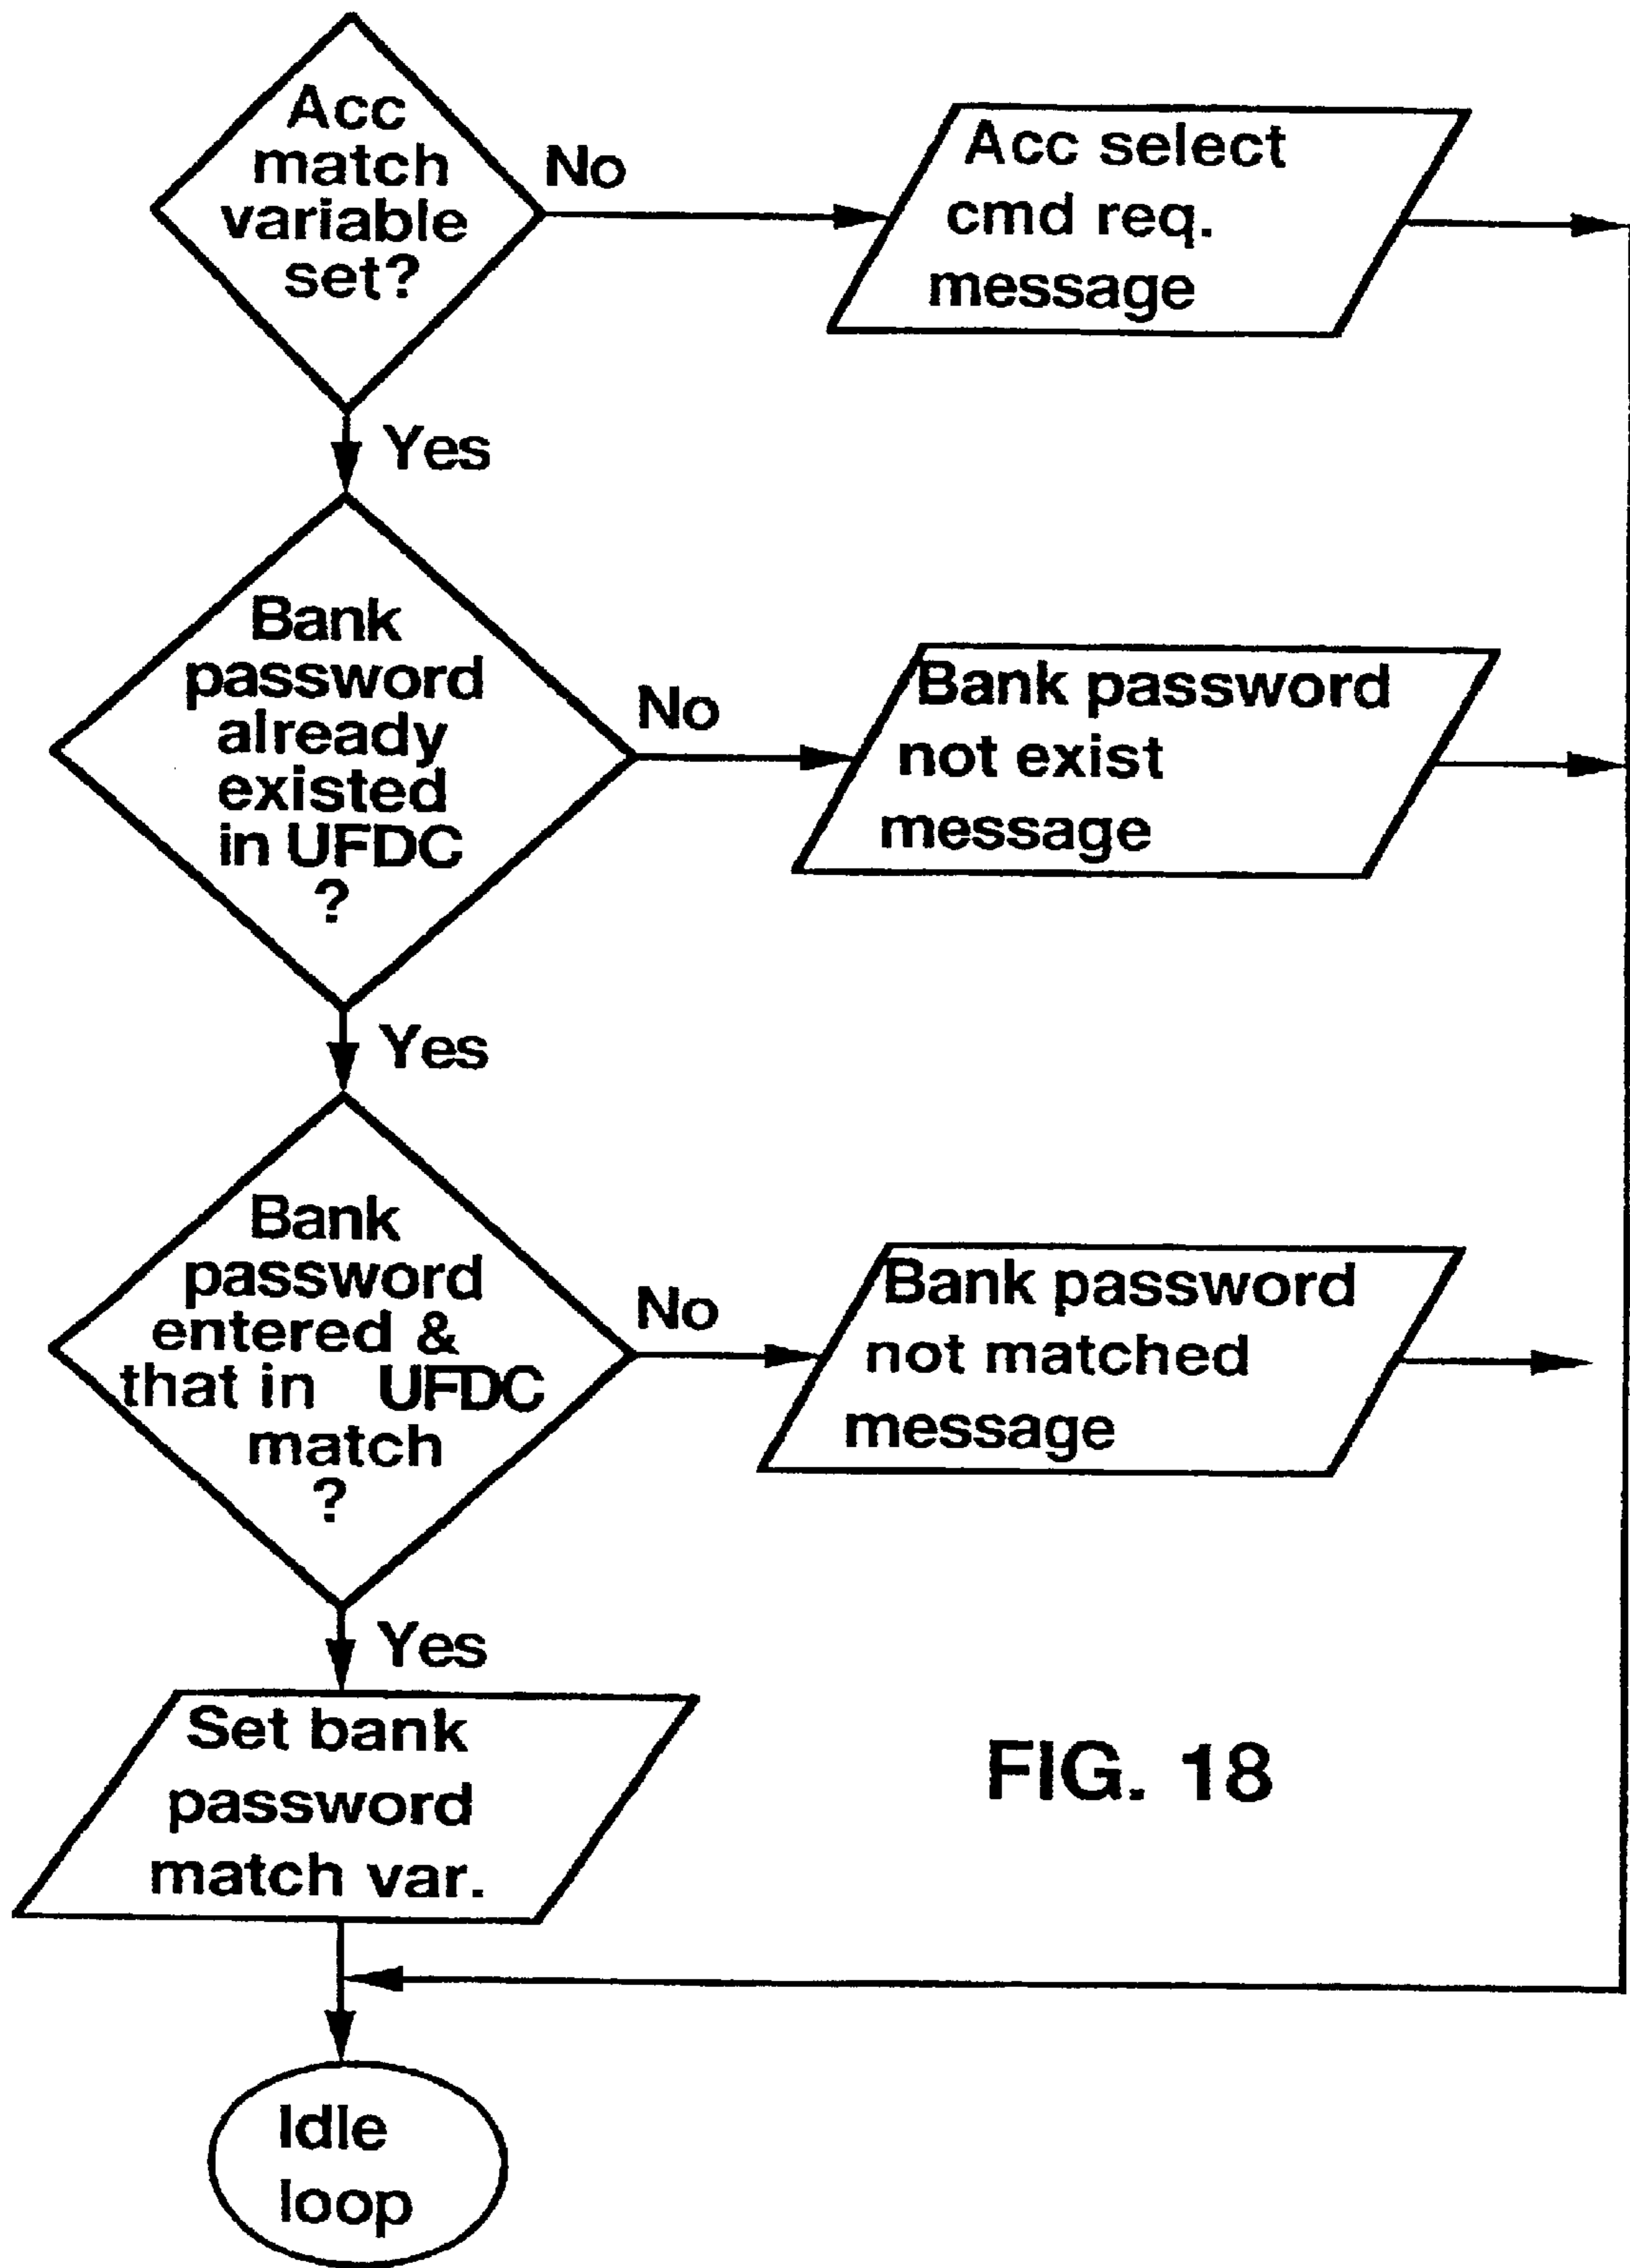 Acc
match
variable
set?
No
Acc select
cmd req.
message
Yes
Bank
password
already
existed
in UFDC
?
No
Bank password
not exist
message
Yes
Bank
password
entered &
that in UFDC
match
?
No
Bank password
not matched
message
Yes
Set bank
password
match var.
FIG. 18
Idle
loop